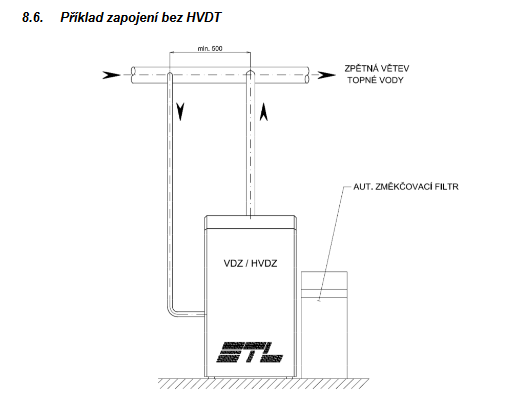 8.6. Příklad zapojení bez HVDT
min. 500
ZPĚTNÁ VĚTEV
TOPNÉ VODY
AUT. ZMĚKČOVACÍ FILTR
VDZ / HVDZ
ETL